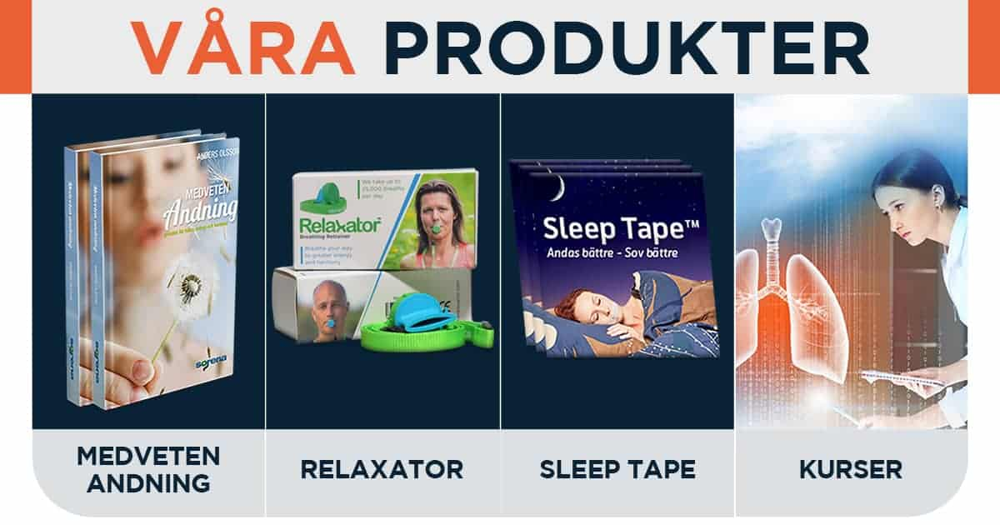 VÅRA PRODUKTER
ANDERS OLSSON
MEDVETEN
Andning
sorena
We take up to
25,000 breaths
per day
Relaxator™
Breathing Retrainer
Breathe your way
to greater energy
and harmony
Sleep Tape™
Andas bättre - Sov bättre
MEDVETEN
ANDNING
RELAXATOR
SLEEP TAPE
KURSER